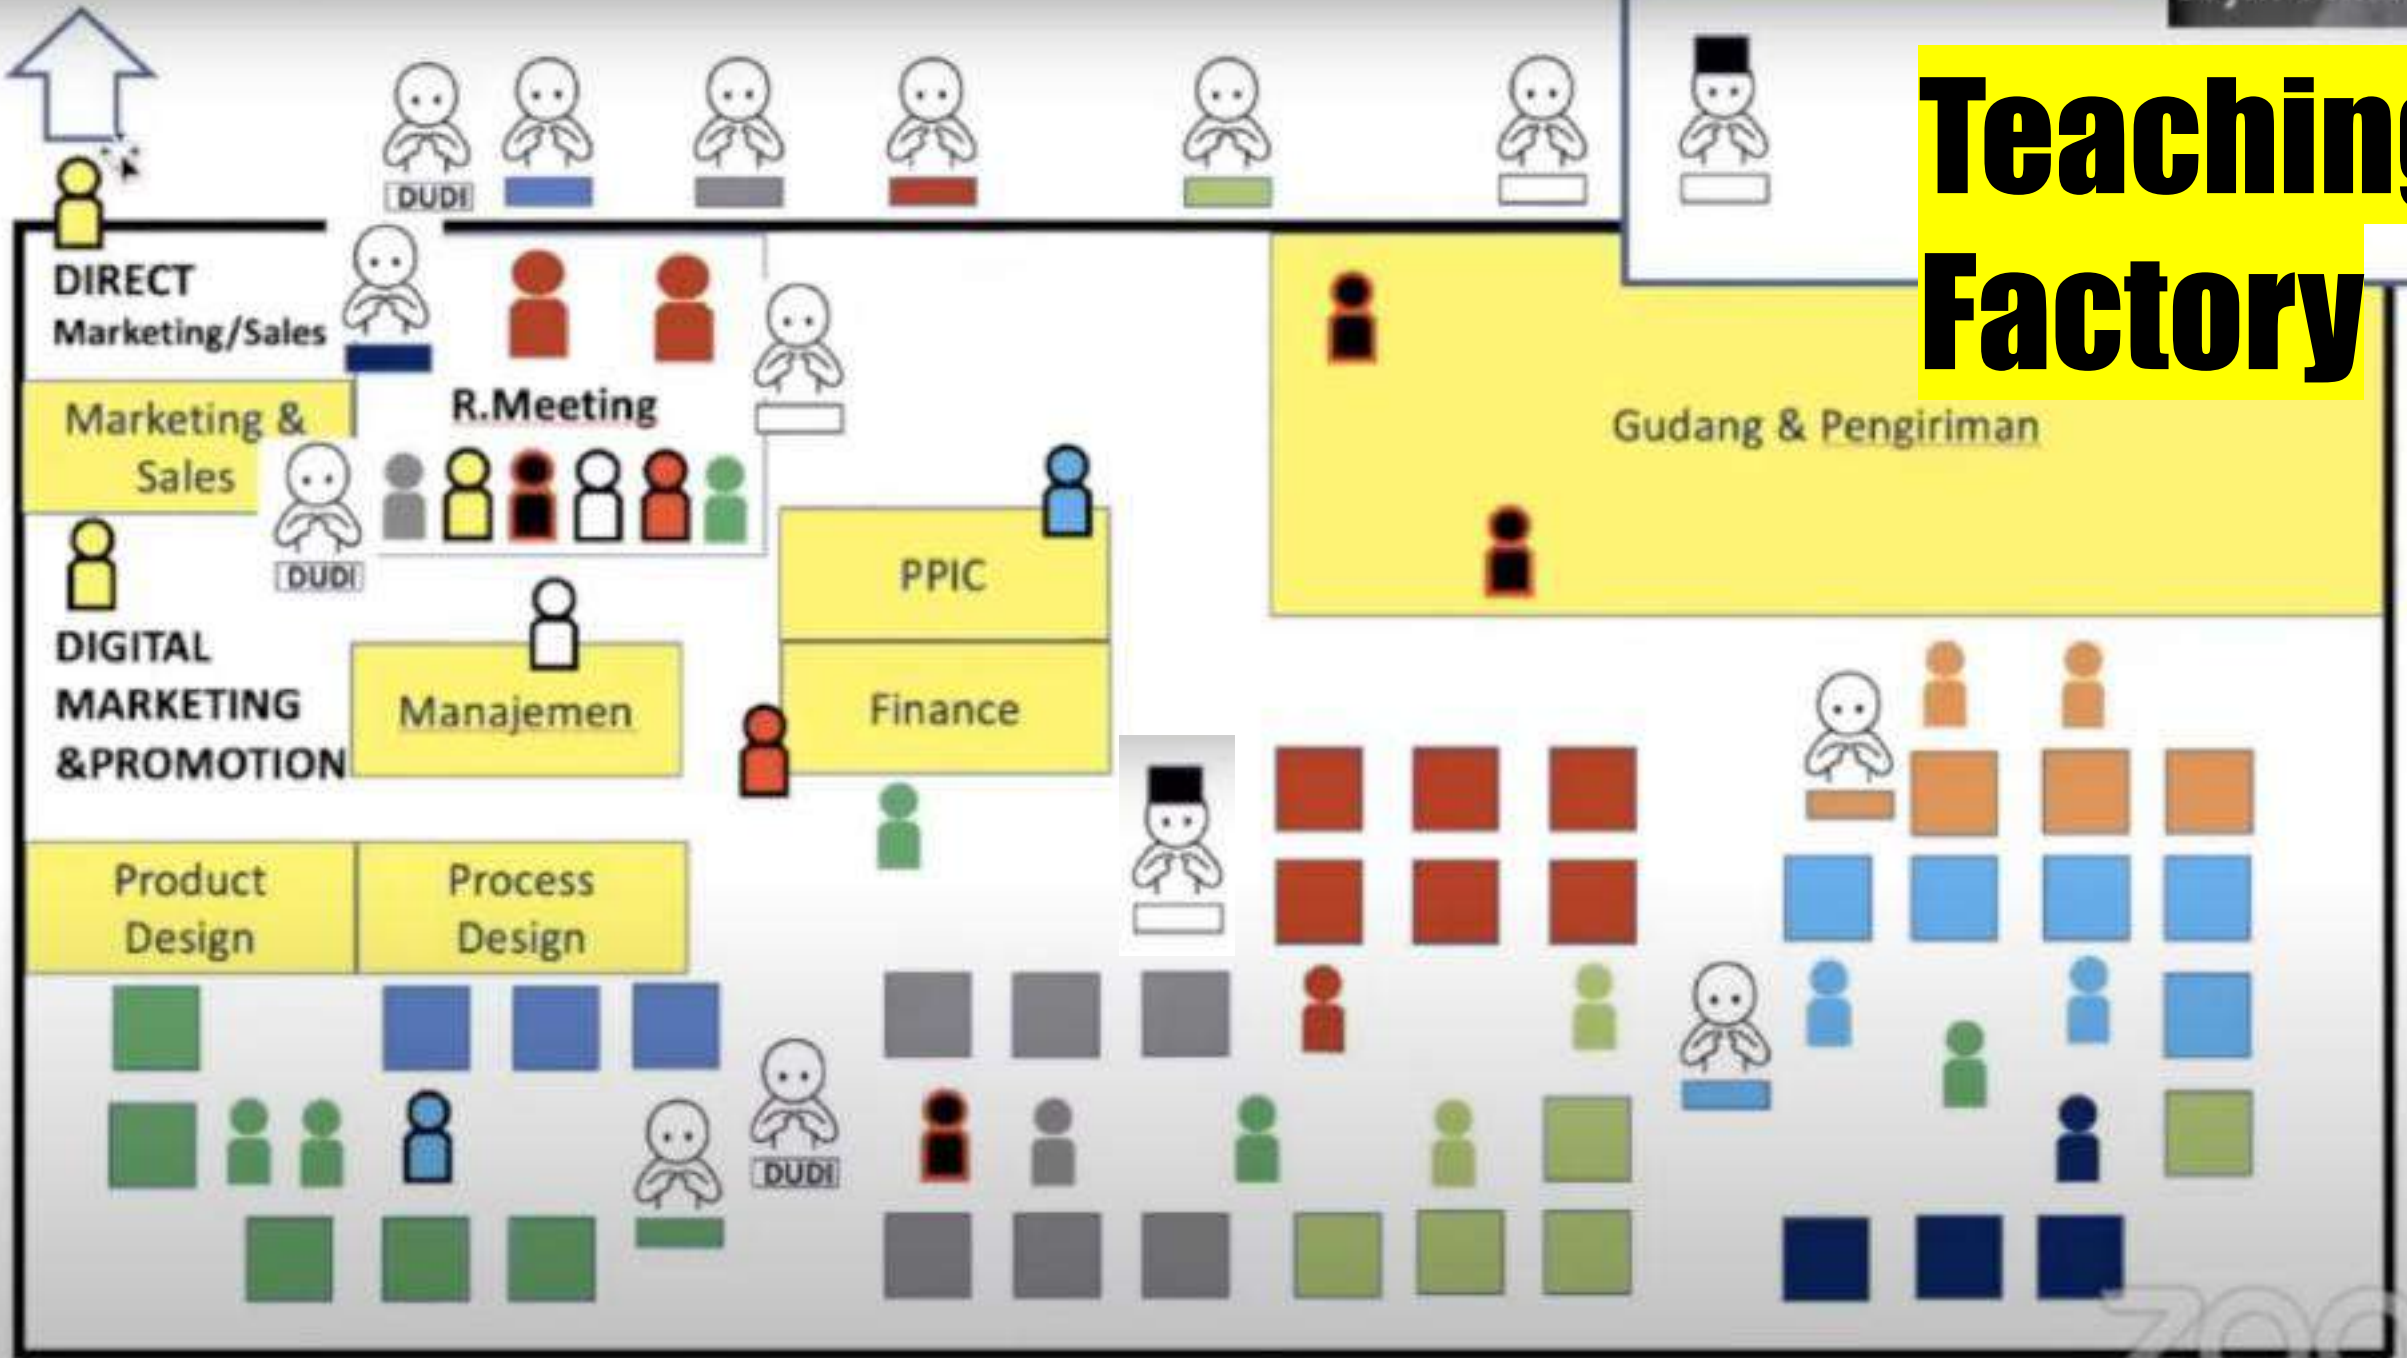 Teaching
Factory
DUDI
DIRECT
Marketing/Sales
Marketing &
Sales
R.Meeting
DUDI
DIGITAL
MARKETING
&PROMOTION
Manajemen
PPIC
Finance
Gudang & Pengiriman
Product
Design
Process
Design
DUDI